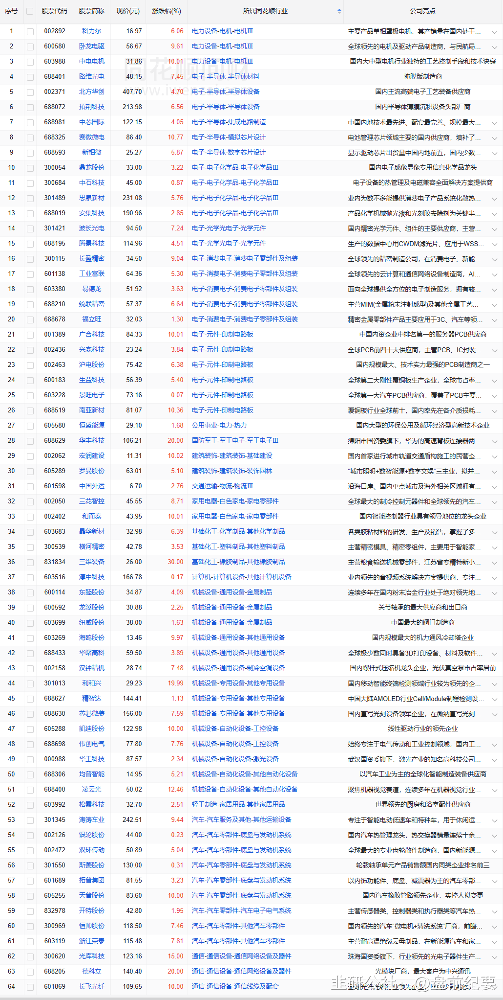 序号 股票代码 股票简称 现价(元) 涨跌幅(%) 所属同花顺行业 公司亮点
1 002892 科力尔 16.97 6.06 电力设备-电机-电机Ⅲ 主要产品单相罩极电机，其产销量在国内处于...
2 600580 卧龙电驱 56.67 9.61 电力设备-电机-电机Ⅲ 全球领先的电机及驱动产品制造商，与民航局...
3 603988 中电电机 31.86 10.01 电力设备-电机-电机Ⅲ 国内大中型电机行业独特的工艺控制手段和技术诀窍
4 688401 路维光电 48.15 7.45 电子-半导体-半导体材料 掩膜版制造商
5 002371 北方华创 407.70 4.70 电子-半导体-半导体设备 国内主流高端电子工艺装备供应商
6 688072 拓荆科技 213.98 6.56 电子-半导体-半导体设备 国内半导体薄膜沉积设备头部厂商
7 688981 中芯国际 122.15 4.05 电子-半导体-集成电路制造 中国内地技术最先进、配套最完善、规模最大...
8 688325 赛微微电 86.40 10.77 电子-半导体-模拟芯片设计 电池管理芯片领域主要的国内供应商，填补了...
9 688593 新相微 25.27 5.87 电子-半导体-数字芯片设计 显示驱动芯片出货量中国内地前五，国内少数...
10 300054 鼎龙股份 33.00 3.22 电子-电子化学品-电子化学品Ⅲ 国内电子成像显像专用信息化学品龙头
11 300684 中石科技 45.00 0.87 电子-电子化学品-电子化学品Ⅲ 电子设备的热管理及电磁兼容全面解决方案提供商
12 301489 思泉新材 231.08 5.76 电子-电子化学品-电子化学品Ⅲ 业内为数不多能提供消费电子产品系统化散热...
13 688019 安集科技 190.96 2.85 电子-电子化学品-电子化学品Ⅲ 产品化学机械抛光液和光刻胶去除剂为关键半...
14 301421 波长光电 94.50 7.24 电子-光学光电子-光学元件 国内精密光学元件、组件的主要供应商，主营...
15 688195 腾景科技 114.96 4.51 电子-光学光电子-光学元件 生产的数据中心用CWDM滤光片、应用于WSS...
16 300115 长盈精密 34.50 9.04 电子-消费电子-消费电子零部件及组装 全球领先的精密制造公司，在消费电子、新能...
17 601138 工业富联 64.36 5.30 电子-消费电子-消费电子零部件及组装 全球领先的云计算和通信网络设备制造商，AI...
18 603380 易德龙 51.92 3.63 电子-消费电子-消费电子零部件及组装 面向全球提供全方位的电子制造服务，拥有较...
19 688210 统联精密 57.37 6.64 电子-消费电子-消费电子零部件及组装 主营MIM(金属粉末注射成型)及其他金属工艺...
20 688678 福立旺 32.03 1.30 电子-消费电子-消费电子零部件及组装 精密金属零部件产品主要应用于3C、汽车等领...
21 001389 广合科技 84.33 10.01 电子-元件-印制电路板 中国内资企业中排名第一的服务器PCB供应商
22 002436 兴森科技 23.24 3.84 电子-元件-印制电路板 全球PCB前四十大供应商，主营PCB、IC封装...
23 002463 沪电股份 75.42 6.38 电子-元件-印制电路板 国内规模最大、技术实力最强的PCB制造商之一
24 600183 生益科技 56.39 5.40 电子-元件-印制电路板 全球第二大刚性覆铜板生产企业，全球市占率...
25 603228 景旺电子 73.16 0.07 电子-元件-印制电路板 全球第一大汽车PCB供应商，覆盖了PCB主要...
26 688519 南亚新材 81.07 10.36 电子-元件-印制电路板 覆铜板行业全球前十，国内率先在各介质损耗...
27 605580 恒盛能源 29.10 1.68 公用事业-电力-热力 国内大型的环保公用及循环经济型高新技术企业
28 688629 华丰科技 106.21 20.00 国防军工-军工电子-军工电子Ⅲ 绵阳市国资委旗下，华为的高速背板连接器两...
29 002062 宏润建设 11.31 10.02 建筑装饰-建筑装饰-基础建设 国内首家进行城市轨道交通盾构施工的民营企...
30 605289 罗曼股份 63.01 5.10 建筑装饰-建筑装饰-装饰园林 “城市照明+数智能源+数字文娱”三主业，拟并...
31 601598 中国外运 6.70 2.76 交通运输-物流-物流Ⅲ 沿海口岸、国内重点城市及海外相关区域拥有...
32 002050 三花智控 45.55 8.71 家用电器-白色家电-家电零部件 全球最大的制冷控制元器件和全球领先的汽车...
33 002402 和而泰 43.95 10.01 家用电器-白色家电-家电零部件 国内智能控制器行业具有领导地位的龙头企业
34 603683 晶华新材 32.98 6.39 基础化工-化学制品-其他化学制品 各类胶粘材料的研发、生产及销售，掌握了多...
35 300539 横河精密 42.78 3.53 基础化工-塑料制品-其他塑料制品 主营精密模具、精密零组件，主要用于智能家...
36 831834 三维装备 26.00 30.00 基础化工-橡胶制品-其他橡胶制品 主营粮食输送机械零部件，江苏省专精特新小...
37 603516 淳中科技 166.78 0.17 计算机-计算机设备-其他计算机设备 业内领先的音视频系统解决方案提供商，专注...
38 600114 东睦股份 34.87 4.09 机械设备-通用设备-金属制品 连续多年在国内粉末冶金行业处于绝对领先地...
39 600592 龙溪股份 30.88 2.25 机械设备-通用设备-金属制品 关节轴承的最大供应商和出口商
40 603699 纽威股份 38.00 1.63 机械设备-通用设备-金属制品 中国最大的阀门制造商
41 603269 海鸥股份 13.46 9.97 机械设备-通用设备-其他通用设备 国内规模最大的机力通风冷却塔企业
42 688433 华曙高科 59.50 3.89 机械设备-通用设备-其他通用设备 全球极少数同时具备3D打印设备、材料及软件...
43 002158 汉钟精机 28.74 7.48 机械设备-通用设备-制冷空调设备 国内螺杆式压缩机龙头企业，光伏真空泵市占率居前
44 301013 利和兴 29.23 19.99 机械设备-专用设备-其他专用设备 国内移动智能终端检测领域行业较为领先的企...
45 688627 精智达 144.41 1.13 机械设备-专用设备-其他专用设备 中国大陆AMOLED行业Cell/Module制程检测设...
46 688630 芯碁微装 156.00 7.59 机械设备-专用设备-其他专用设备 国内直写光刻设备领军企业，在微纳直写光刻...
47 605288 凯迪股份 122.98 10.00 机械设备-自动化设备-工控设备 线性驱动行业的领先企业
48 688698 伟创电气 77.80 7.76 机械设备-自动化设备-工控设备 始终专注于电气传动和工业控制领域，国内工...
49 000988 华工科技 87.57 2.34 机械设备-自动化设备-激光设备 武汉国资委旗下，激光产业的知名高科技公司...
50 688306 均普智能 14.95 5.21 机械设备-自动化设备-其他自动化设备 以汽车工业为主的全球化智能制造装备供应商
51 688400 凌云光 50.02 12.46 机械设备-自动化设备-其他自动化设备 聚焦机器视觉赛道，连续多年在机器视觉行业...
52 603992 松霖科技 32.70 2.51 轻工制造-家居用品-其他家居用品 世界领先的厨房和浴室配件供应商
53 301345 涛涛车业 242.51 9.44 汽车-汽车服务及其他-其他运输设备 专注于智能电动低速车和特种车，用于休闲运...
54 002126 银轮股份 44.00 0.23 汽车-汽车零部件-底盘与发动机系统 国内汽车热管理龙头，热交换器销量连续十余...
55 002472 双环传动 50.89 5.04 汽车-汽车零部件-底盘与发动机系统 全球最大的专业齿轮散件制造商，国内新能源...
56 301550 斯菱股份 130.00 0.31 汽车-汽车零部件-底盘与发动机系统 轮毂轴承单元产品销售额国内同类企业排名前三
57 601689 拓普集团 81.55 3.23 汽车-汽车零部件-底盘与发动机系统 以内饰功能件、底盘、减震器为主的汽车零部...
58 605255 天普股份 83.60 10.00 汽车-汽车零部件-底盘与发动机系统 国内汽车橡胶管路领先企业，实控人拟变更
59 832978 开特股份 42.80 1.95 汽车-汽车零部件-汽车电子电气系统 主营传感器类、控制器类和执行器类等汽车热...
60 300969 恒帅股份 118.50 7.46 汽车-汽车零部件-其他汽车零部件 国内领先的汽车“微电机+清洗系统”厂商，前瞻...
61 603119 浙江荣泰 115.48 7.81 汽车-汽车零部件-其他汽车零部件 主营耐高温绝缘云母制品，在新能源汽车和家...
62 300620 光库科技 123.16 15.00 通信-通信设备-通信网络设备及器件 珠海国资委旗下，行业领先的光电子器件生产...
63 688205 德科立 140.40 20.00 通信-通信设备-通信网络设备及器件 光模块厂商，最大客户为中兴通讯
64 601869 长飞光纤 109.65 10.00 通信-通信设备-通信线缆及配套
韭研公社 @盘前纪要